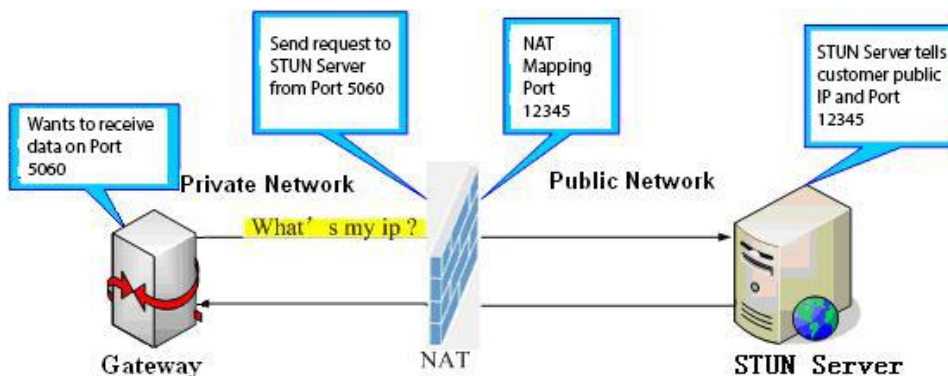 Send request to
STUN Server
from Port 5060
NAT
Mapping
Port
12345
STUN Server tells
customer public
IP and Port
12345
Wants to receive
data on Port
5060
Private Network
Public Network
What's my ip ?
Gateway
NAT
STUN Server